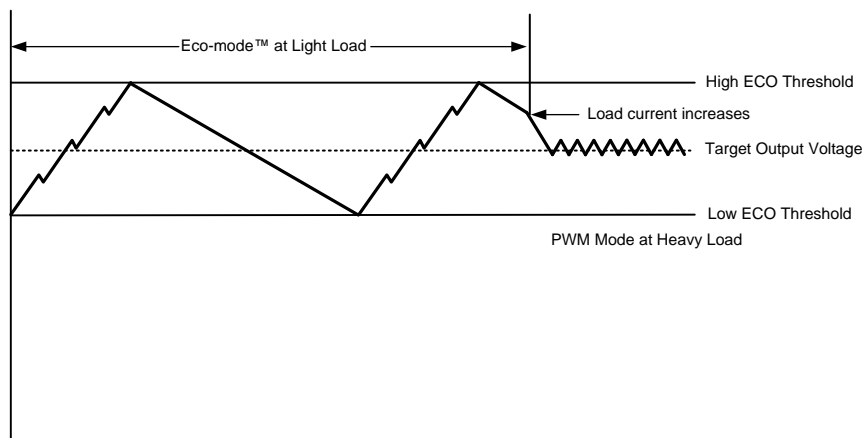 Eco-mode™ at Light Load
High ECO Threshold
Load current increases
Target Output Voltage
Low ECO Threshold
PWM Mode at Heavy Load